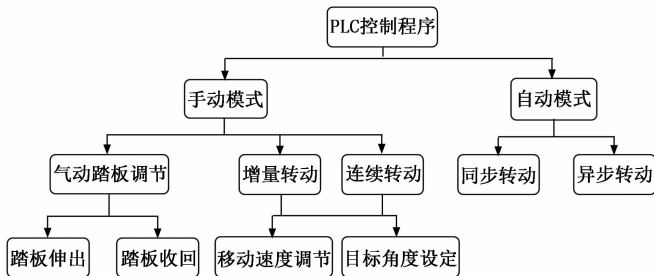 PLC控制程序
手动模式
自动模式
气动踏板调节
增量转动
连续转动
同步转动
异步转动
踏板伸出
踏板收回
移动速度调节
目标角度设定